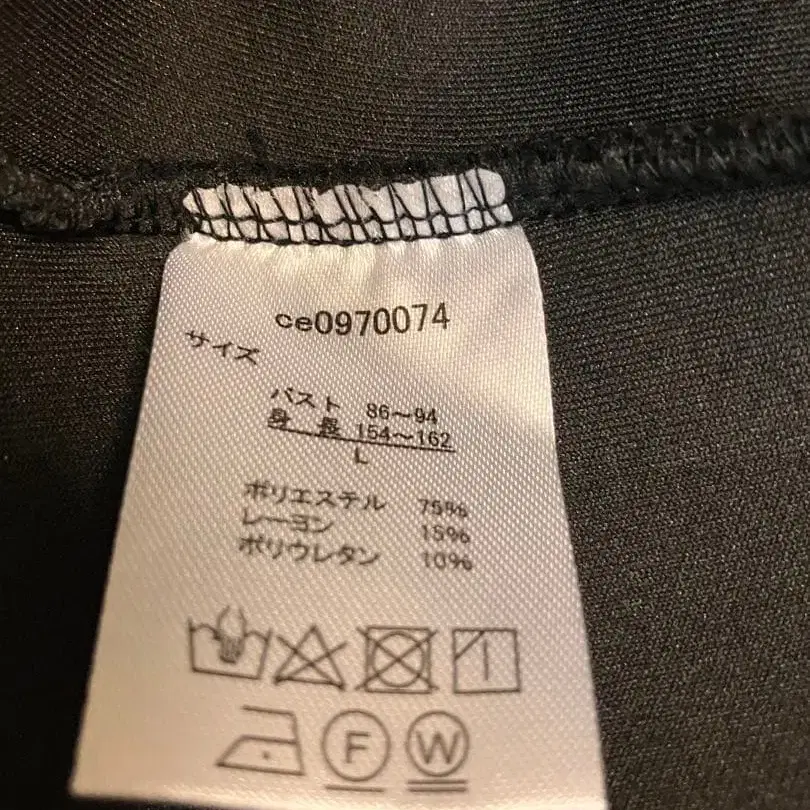 ce0970074
サイズ
バスト 86～94
身 長 154～162
L
ポリエステル 75%
レーヨン 15%
ポリウレタン 10%
F W